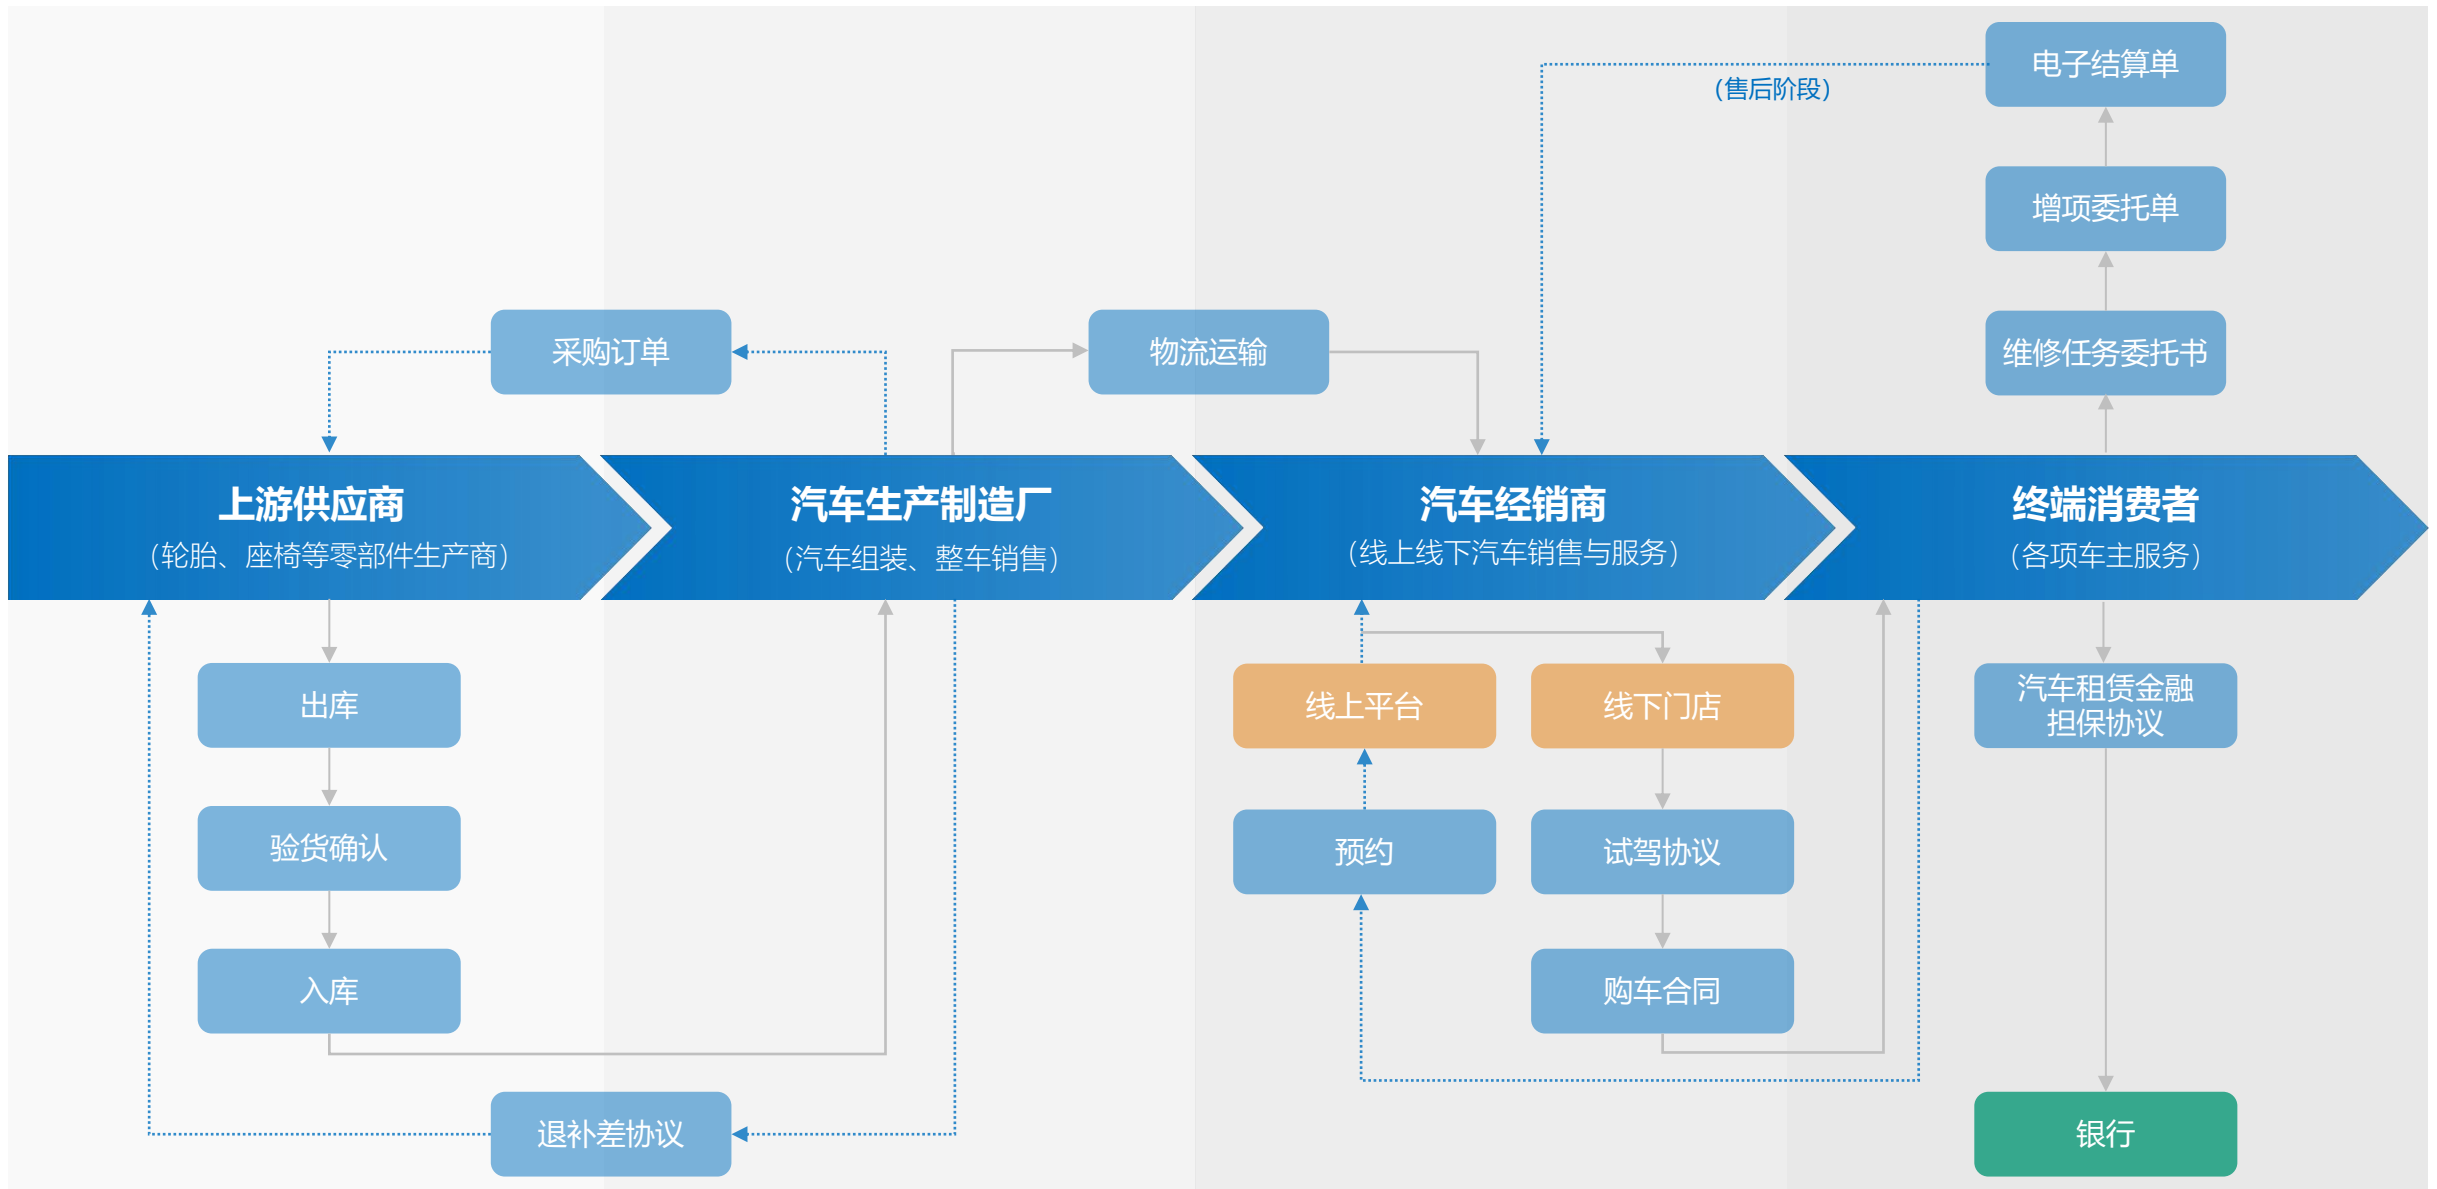 电子结算单
(售后阶段)
增项委托单
采购订单
物流运输
维修任务委托书
上游供应商
（轮胎、座椅等零部件生产商）
汽车生产制造厂
（汽车组装、整车销售）
汽车经销商
（线上线下汽车销售与服务）
终端消费者
（各项车主服务）
出库
线上平台
线下门店
汽车租赁金融
担保协议
验货确认
预约
试驾协议
入库
购车合同
退补差协议
银行